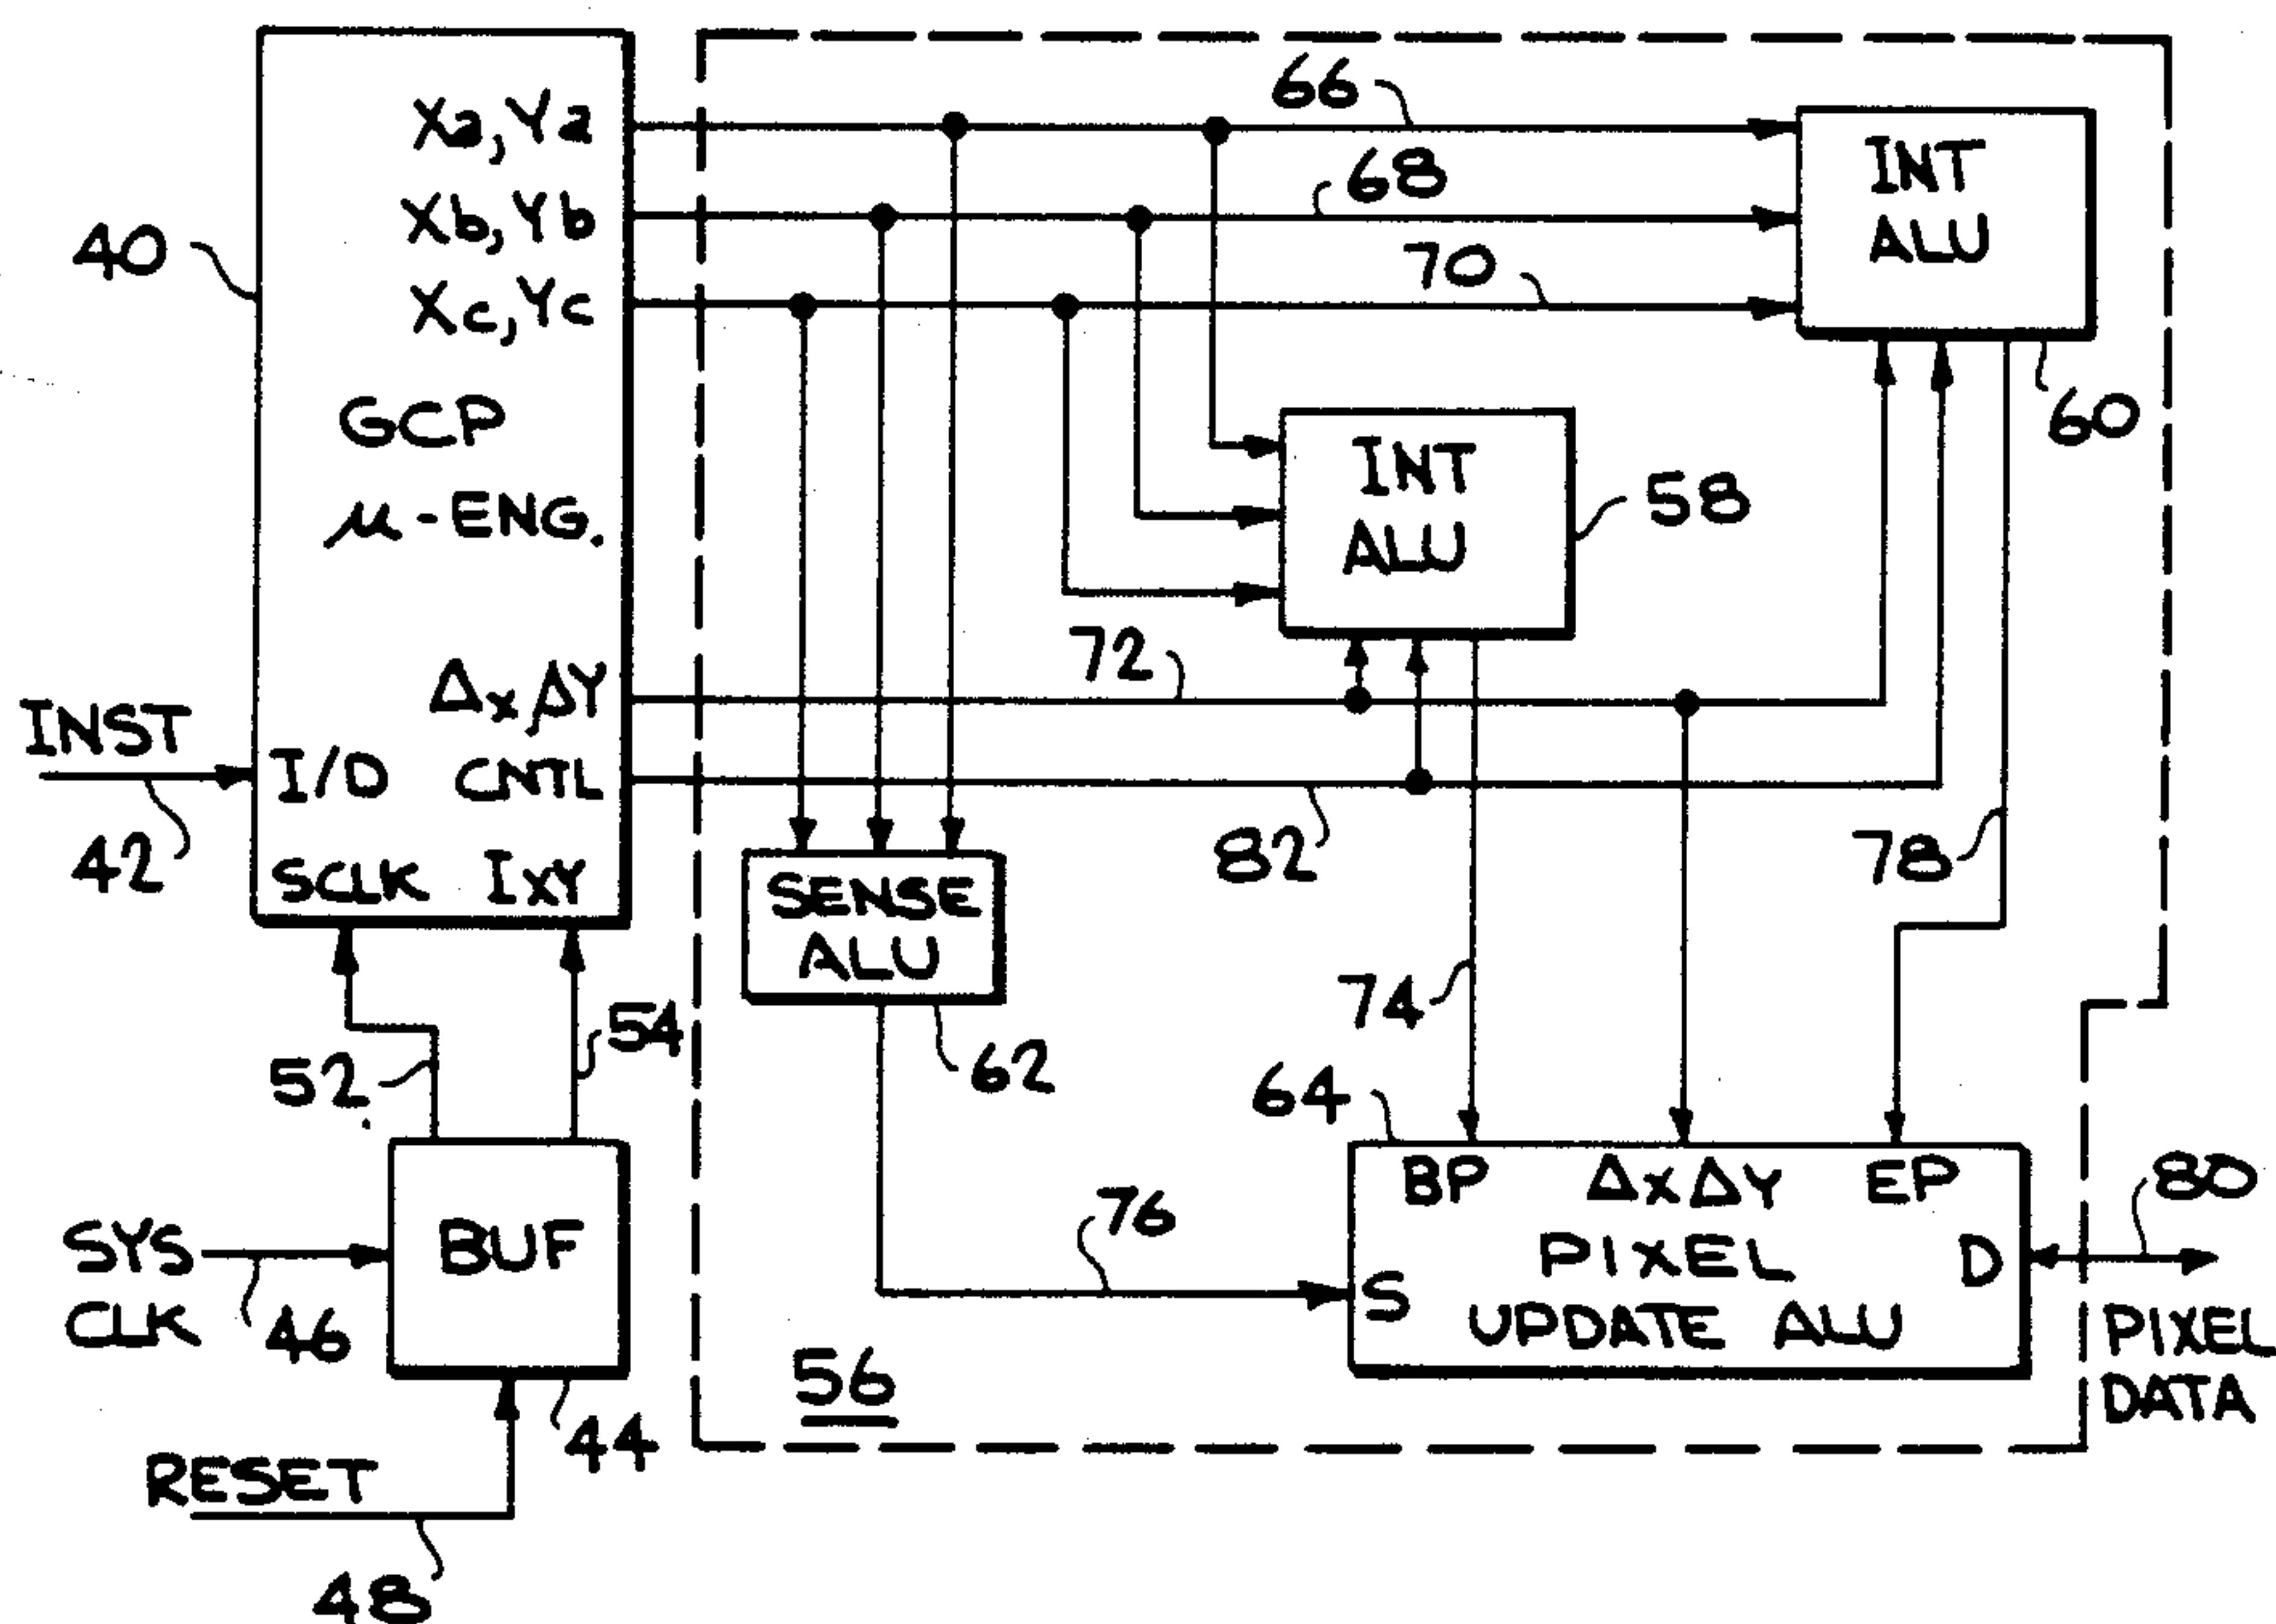 66
Xa, Ya
INT
ALU
68
Xb, Yb
40
70
Xc, Yc
60
GCP
INT
ALU
58
μ-ENG.
72
ΔxΔY
INST
I/D CNTL
42
82
78
SCLK IXY
SENSE
ALU
74
54
52
62
64
BP ΔxΔY EP
80
76
SYS
CLK
BUF
PIXEL
UPDATE ALU
D
S
46
PIXEL
DATA
56
44
RESET
48